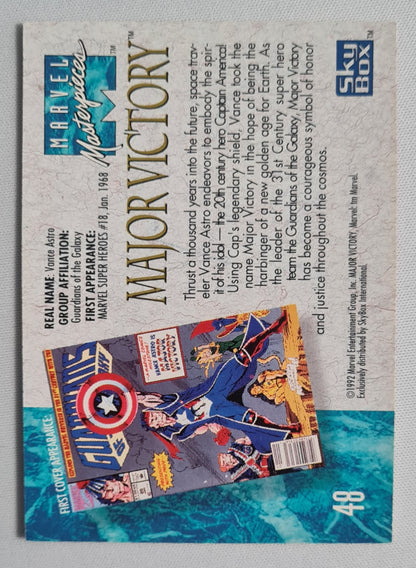 MARVEL
Masterpieces™
SKY
BOX™
REAL NAME: Vance Astro
GROUP AFFILIATION:
Guardians of the Galaxy
FIRST APPEARANCE:
MARVEL SUPER HEROES #18, Jan. 1968
MAJOR VICTORY™
Thrust a thousand years into the future, space trav-
eler Vance Astro endeavors to embody the spir-
it of his idol — the 20th century hero Captain America!
Using Cap's legendary shield, Vance took the
name Major Victory in the hope of being the
harbinger of a new golden age for Earth. As
the leader of the 31st Century super hero
team the Guardians of the Galaxy, Major Victory
has become a courageous symbol of honor
and justice throughout the cosmos.
FIRST COVER APPEARANCE:
GUARDIANS
OF
©1992 Marvel Entertainment Group, Inc. MAJOR VICTORY, Marvel: tm Marvel.
Exclusively distributed by SkyBox International.
48